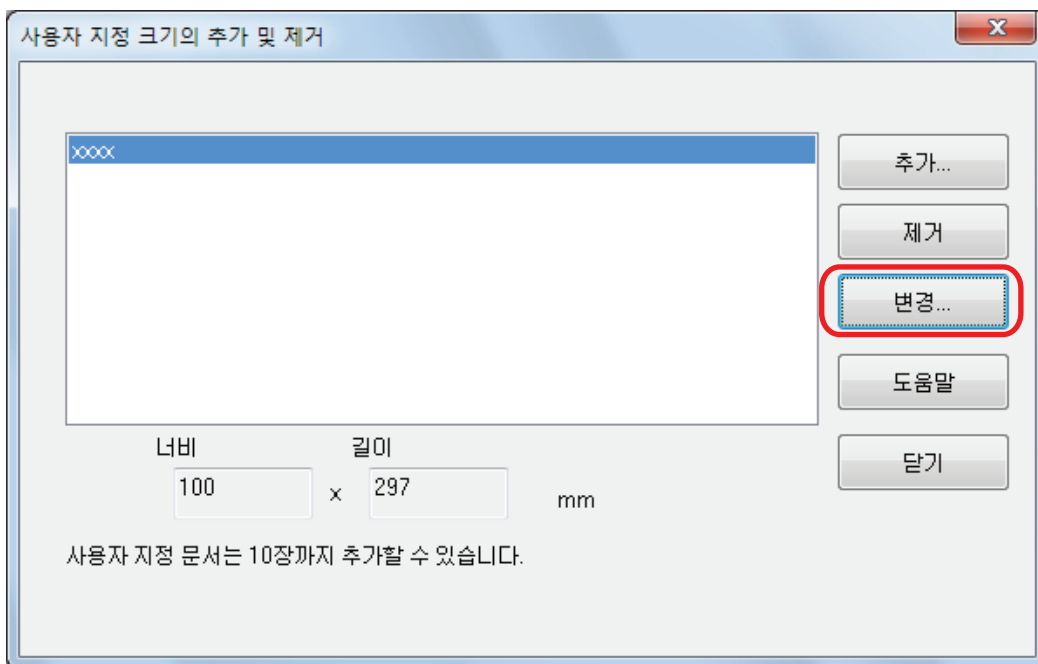 사용자 지정 크기의 추가 및 제거
xxxx
추가...
제거
변경...
도움말
닫기
너비 길이
100 x 297 mm
사용자 지정 문서는 10장까지 추가할 수 있습니다.